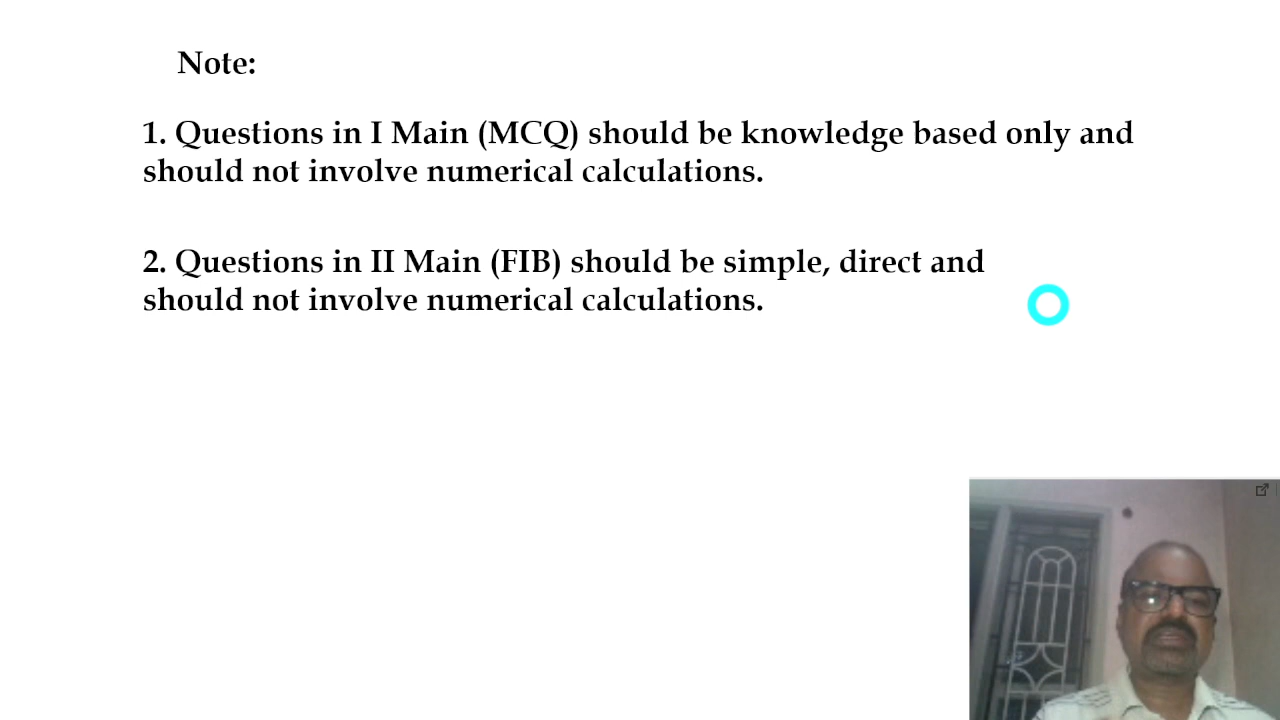 Note:
1. Questions in I Main (MCQ) should be knowledge based only and
should not involve numerical calculations.
2. Questions in II Main (FIB) should be simple, direct and
should not involve numerical calculations.